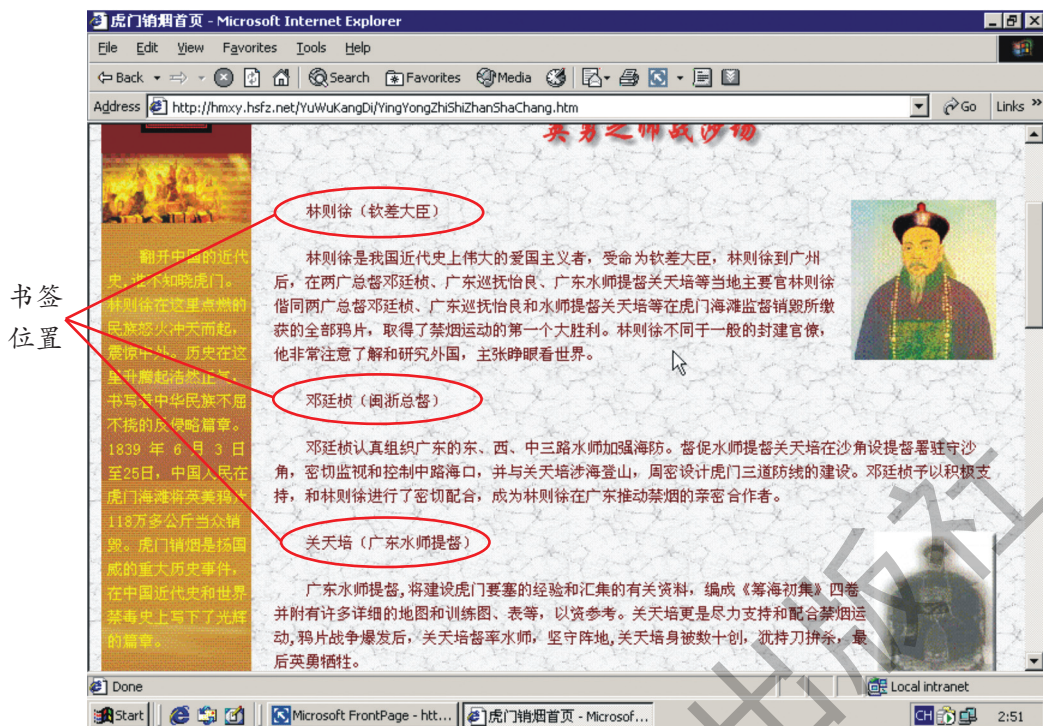 虎门销烟首页 - Microsoft Internet Explorer
File Edit View Favorites Tools Help
Back Search Favorites Media
Address http://hmxy.hsfz.net/YuWuKangDi/YingYongZhiShiZhanShaChang.htm Go Links »
英勇之师战沙场
书签
位置
翻开中国的近代
史,谁不知晓虎门。
林则徐在这里点燃的
民族怒火冲天而起,
震惊中外。历史在这
里升腾起浩然正气,
书写着中华民族不屈
不挠的反侵略篇章。
1839 年 6 月 3 日
至25日,中国人民在
虎门海滩将英美鸦片
118万多公斤当众销
毁。虎门销烟是扬国
威的重大历史事件,
在中国近代史和世界
禁毒史上写下了光辉
的篇章。
林则徐（钦差大臣）
林则徐是我国近代史上伟大的爱国主义者，受命为钦差大臣，林则徐到广州
后，在两广总督邓廷桢、广东巡抚怡良、广东水师提督关天培等当地主要官林则徐
偕同两广总督邓廷桢、广东巡抚怡良和水师提督关天培等在虎门海滩监督销毁所缴
获的全部鸦片，取得了禁烟运动的第一个大胜利。林则徐不同于一般的封建官僚，
他非常注意了解和研究外国，主张睁眼看世界。
邓廷桢（闽浙总督）
邓廷桢认真组织广东的东、西、中三路水师加强海防。督促水师提督关天培在沙角设提督署驻守沙
角，密切监视和控制中路海口，并与关天培涉海登山，周密设计虎门三道防线的建设。邓廷桢予以积极支
持，和林则徐进行了密切配合，成为林则徐在广东推动禁烟的亲密合作者。
关天培（广东水师提督）
广东水师提督,将建设虎门要塞的经验和汇集的有关资料，编成《筹海初集》四卷
并附有许多详细的地图和训练图、表等，以资参考。关天培更是尽力支持和配合禁烟运
动,鸦片战争爆发后，关天培督率水师，坚守阵地,关天培身被数十创，犹持刀拚杀，最
后英勇牺牲。
出版社
Done Local intranet
Start Microsoft FrontPage - htt... 虎门销烟首页 - Microsof... CH 2:51